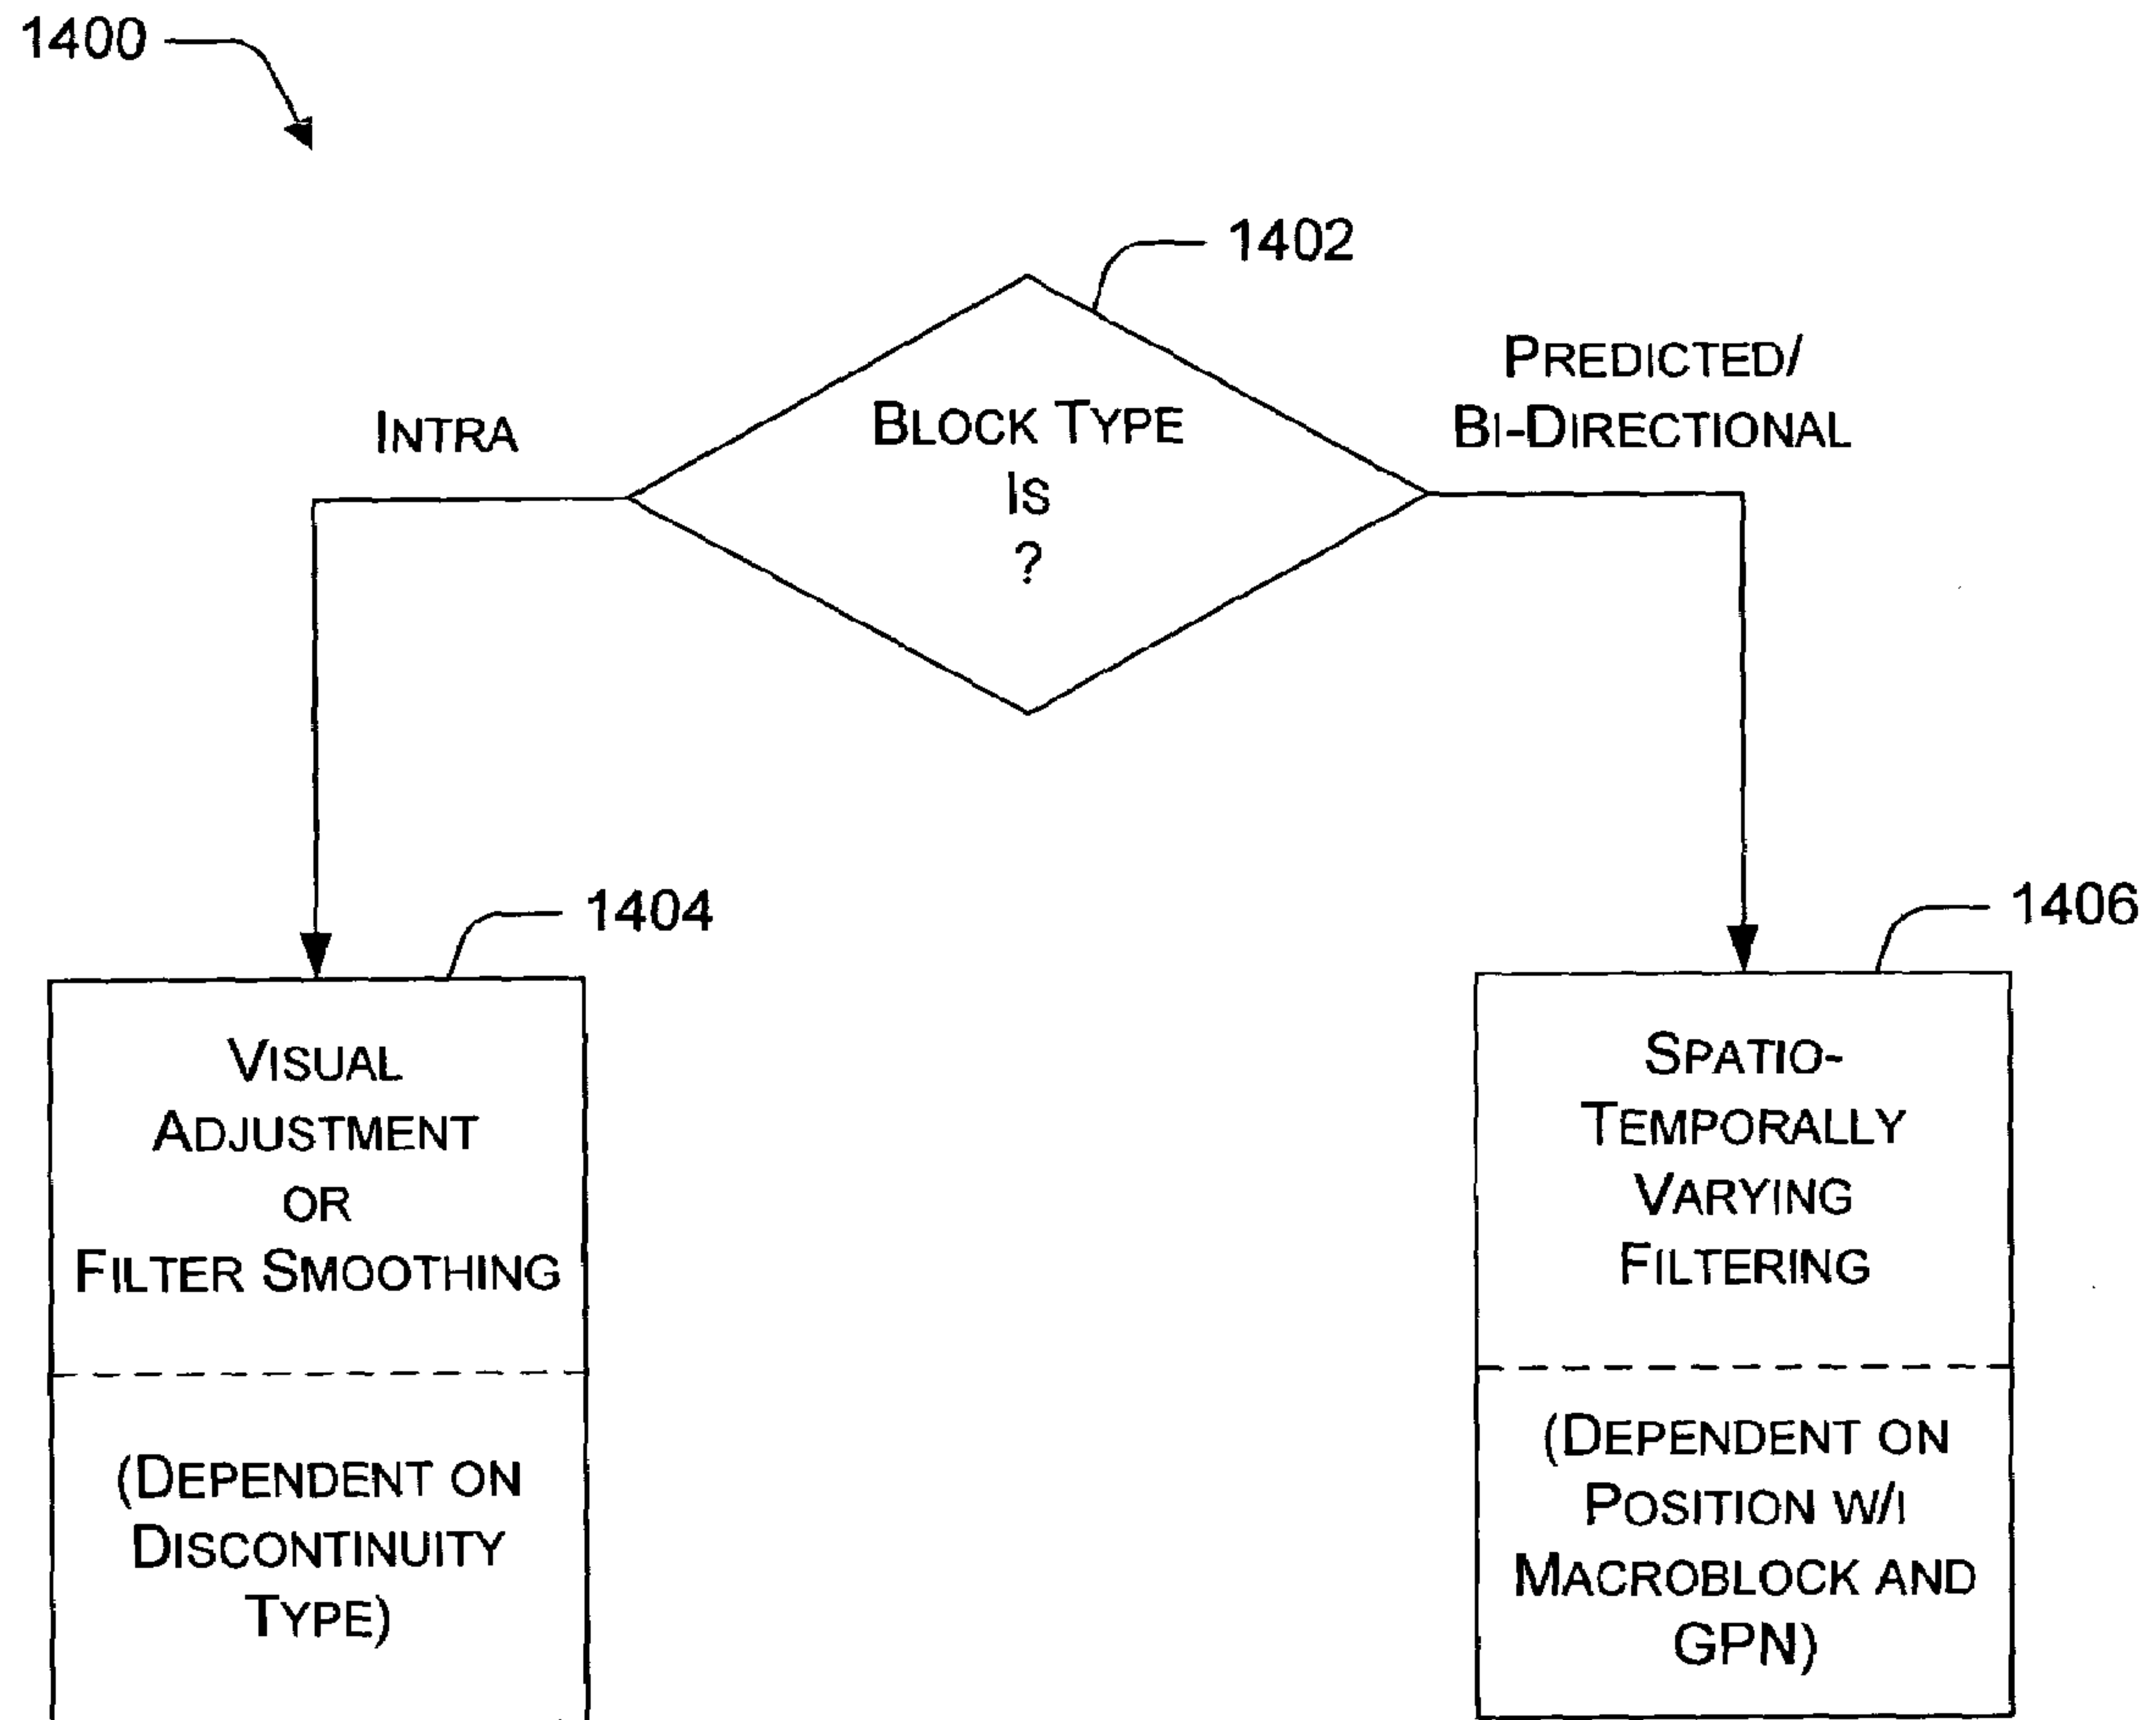 1400
1402
PREDICTED/
BI-DIRECTIONAL
INTRA
BLOCK TYPE
IS
?
1404
1406
VISUAL
ADJUSTMENT
OR
FILTER SMOOTHING
(DEPENDENT ON
DISCONTINUITY
TYPE)
SPATIO-
TEMPORALLY
VARYING
FILTERING
(DEPENDENT ON
POSITION W/I
MACROBLOCK AND
GPN)